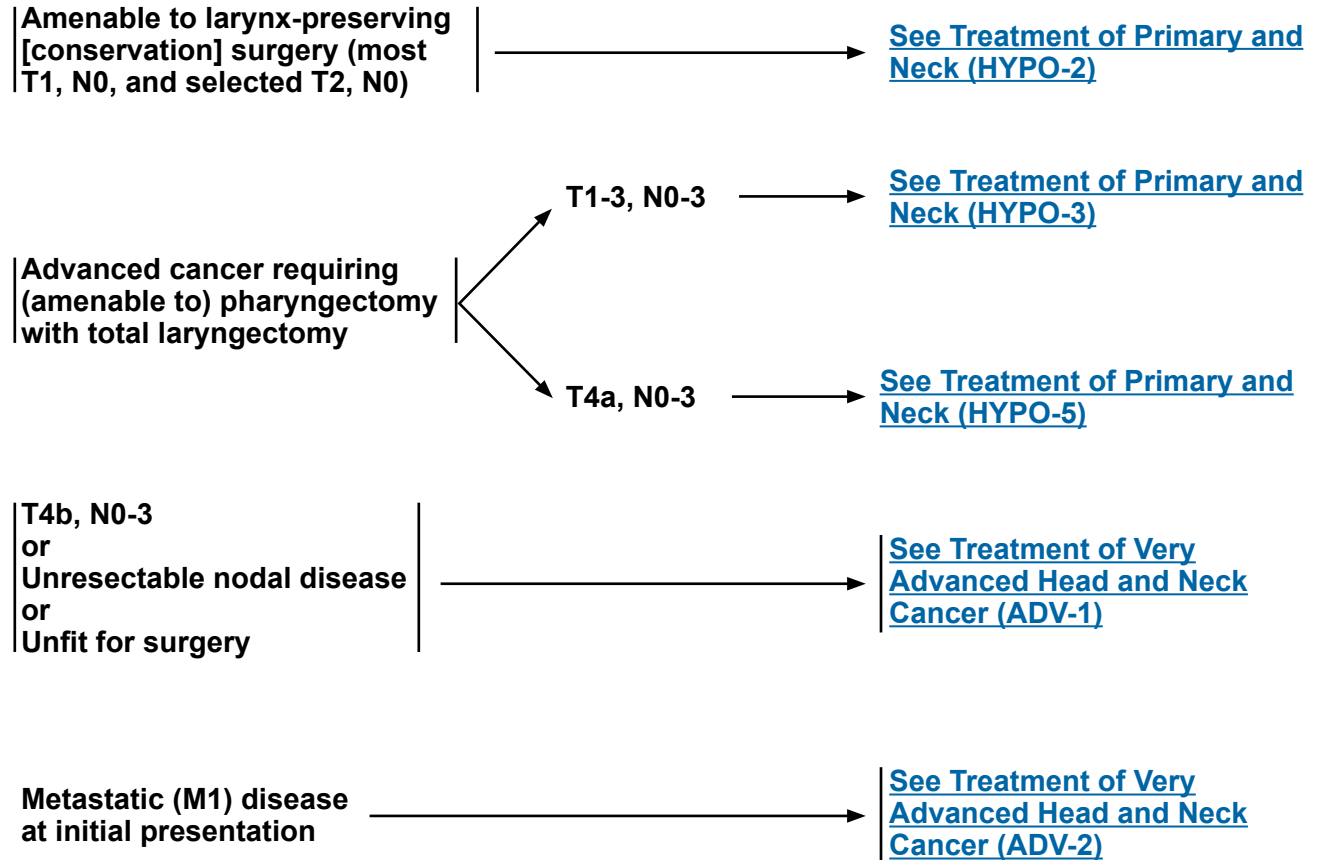 Amenable to larynx-preserving
[conservation] surgery (most
T1, N0, and selected T2, N0)
See Treatment of Primary and
Neck (HYPO-2)
Advanced cancer requiring
(amenable to) pharyngectomy
with total laryngectomy
T1-3, N0-3
See Treatment of Primary and
Neck (HYPO-3)
T4a, N0-3
See Treatment of Primary and
Neck (HYPO-5)
T4b, N0-3
or
Unresectable nodal disease
or
Unfit for surgery
See Treatment of Very
Advanced Head and Neck
Cancer (ADV-1)
Metastatic (M1) disease
at initial presentation
See Treatment of Very
Advanced Head and Neck
Cancer (ADV-2)